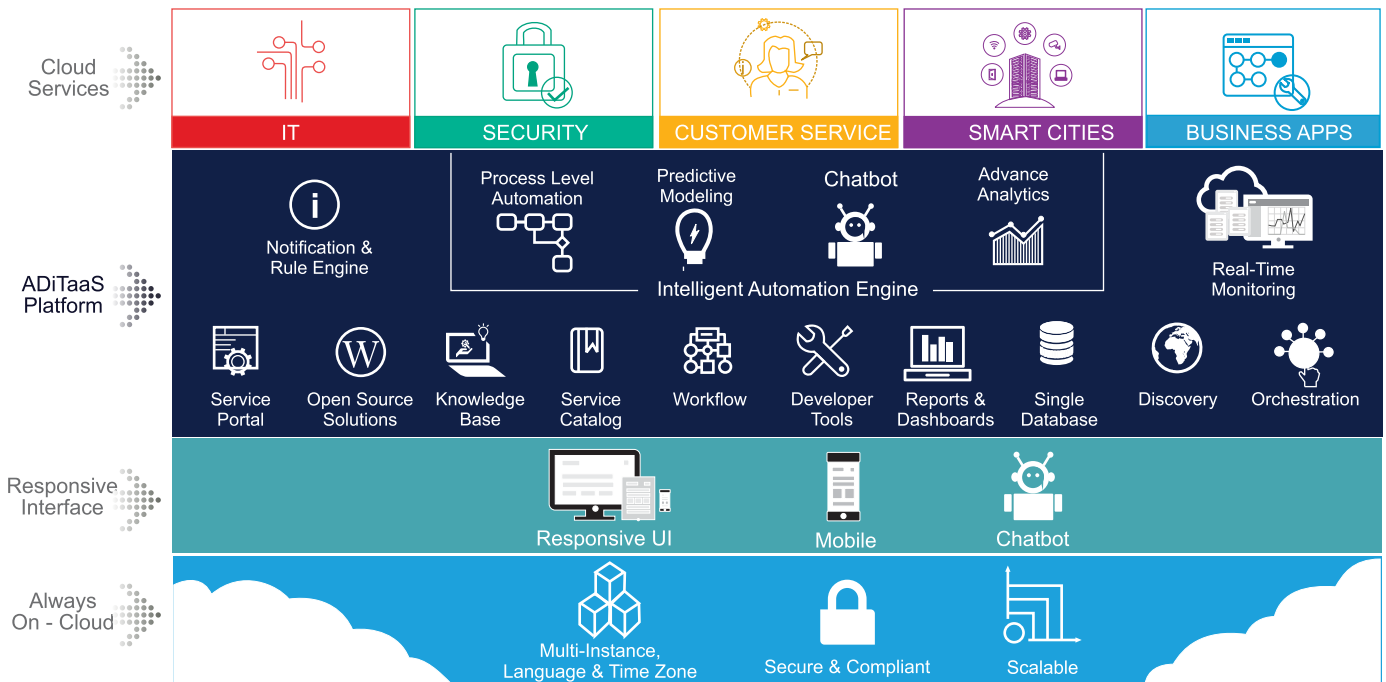 Cloud
Services
IT
SECURITY
CUSTOMER SERVICE
SMART CITIES
BUSINESS APPS
ADiTaaS
Platform
Notification &
Rule Engine
Process Level
Automation
Predictive
Modeling
Chatbot
Advance
Analytics
Intelligent Automation Engine
Real-Time
Monitoring
Service
Portal
Open Source
Solutions
Knowledge
Base
Service
Catalog
Workflow
Developer
Tools
Reports &
Dashboards
Single
Database
Discovery
Orchestration
Responsive
Interface
Responsive UI
Mobile
Chatbot
Always
On - Cloud
Multi-Instance,
Language & Time Zone
Secure & Compliant
Scalable